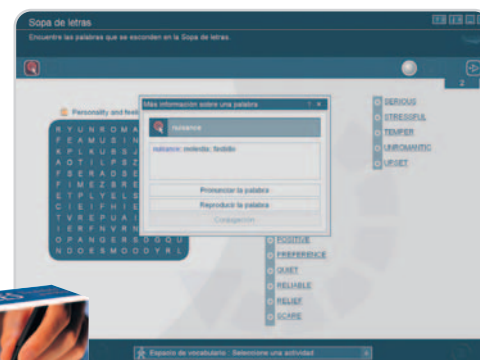 Sopa de letras
Encuentre las palabras que se esconden en la Sopa de letras.
2
Personality and feel
Más información sobre una palabra
? ×
nuisance
nuisance: molestia, fastidio
Pronunciar la palabra
Reproducir la palabra
Conjugación
R Y U N R O M A
F E A M U S I N
K P L K U B S J
A O T I L P S Z
F S E R A D S E
F I M E Z S R E
E T P L Y E L S
C I E I F H I E
T V R E P U A I
I E R F N V R N
O P A N G E R S D G Q U
N D O E S M O O D Y R L
SERIOUS
STRESSFUL
TEMPER
UNROMANTIC
UPSET
POSITIVE
PREFERENCE
QUIET
RELIABLE
RELIEF
SCARE
Espacio de vocabulario : Seleccione una actividad